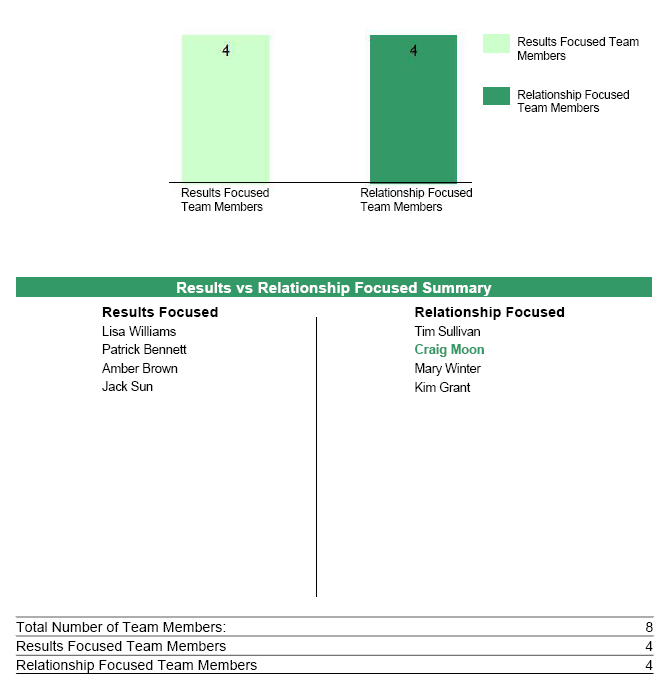 4
4
Results Focused Team
Members
Relationship Focused
Team Members
Results Focused
Team Members
Relationship Focused
Team Members
Results vs Relationship Focused Summary
Results Focused
Lisa Williams
Patrick Bennett
Amber Brown
Jack Sun
Relationship Focused
Tim Sullivan
Craig Moon
Mary Winter
Kim Grant
Total Number of Team Members: 8
Results Focused Team Members 4
Relationship Focused Team Members 4